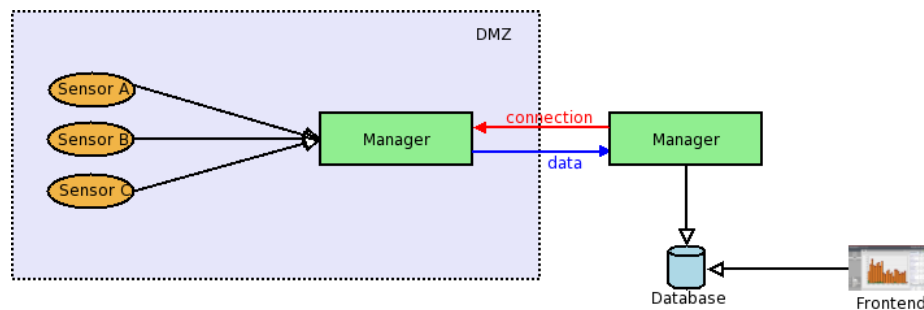 DMZ
Sensor A
Sensor B
Sensor C
Manager
connection
data
Manager
Database
Frontend